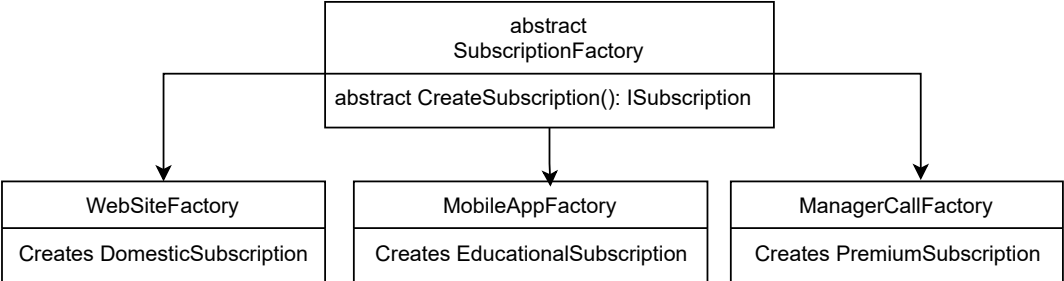 abstract
SubscriptionFactory
abstract CreateSubscription(): ISubscription
WebSiteFactory
Creates DomesticSubscription
MobileAppFactory
Creates EducationalSubscription
ManagerCallFactory
Creates PremiumSubscription